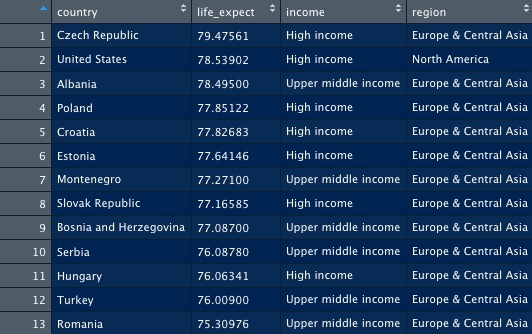 country life_expect income region
1 Czech Republic 79.47561 High income Europe & Central Asia
2 United States 78.53902 High income North America
3 Albania 78.49500 Upper middle income Europe & Central Asia
4 Poland 77.85122 High income Europe & Central Asia
5 Croatia 77.82683 High income Europe & Central Asia
6 Estonia 77.64146 High income Europe & Central Asia
7 Montenegro 77.27100 Upper middle income Europe & Central Asia
8 Slovak Republic 77.16585 High income Europe & Central Asia
9 Bosnia and Herzegovina 77.08700 Upper middle income Europe & Central Asia
10 Serbia 76.08780 Upper middle income Europe & Central Asia
11 Hungary 76.06341 High income Europe & Central Asia
12 Turkey 76.00900 Upper middle income Europe & Central Asia
13 Romania 75.30976 Upper middle income Europe & Central Asia